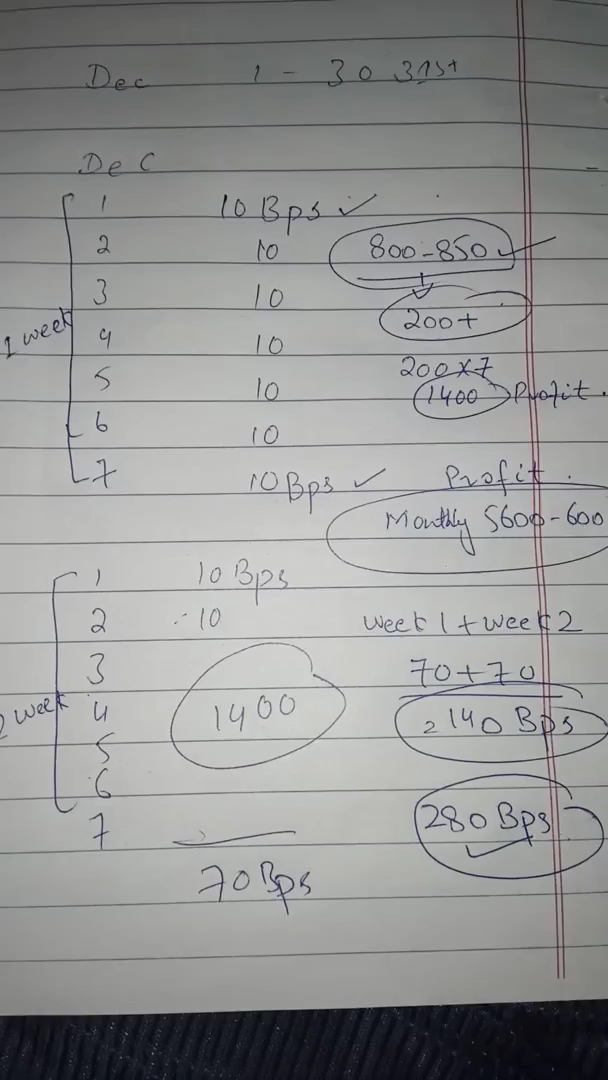 Dec 1 - 30 31st
Dec
1 10 Bps ✓
2 10 800-850 ✓
3 10 200+
4 10
200x7
5 10 1400 Profit.
6 10
7 10 Bps ✓ Profit.
1 week
Monthly 5600-600
1 10 Bps
2 10 week 1 + week 2
3 70+70
4 1400 = 140 Bps
2 week
5
6
7 280 Bps
70 Bps